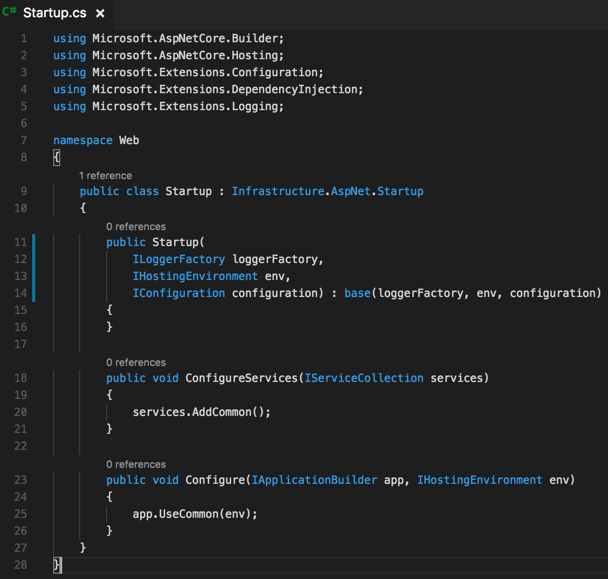 C# Startup.cs ×
1 using Microsoft.AspNetCore.Builder;
2 using Microsoft.AspNetCore.Hosting;
3 using Microsoft.Extensions.Configuration;
4 using Microsoft.Extensions.DependencyInjection;
5 using Microsoft.Extensions.Logging;
6
7 namespace Web
8 {
1 reference
9 public class Startup : Infrastructure.AspNet.Startup
10 {
0 references
11 public Startup(
12 ILoggerFactory loggerFactory,
13 IHostingEnvironment env,
14 IConfiguration configuration) : base(loggerFactory, env, configuration)
15 {
16 }
17
0 references
18 public void ConfigureServices(IServiceCollection services)
19 {
20 services.AddCommon();
21 }
22
0 references
23 public void Configure(IApplicationBuilder app, IHostingEnvironment env)
24 {
25 app.UseCommon(env);
26 }
27 }
28 }